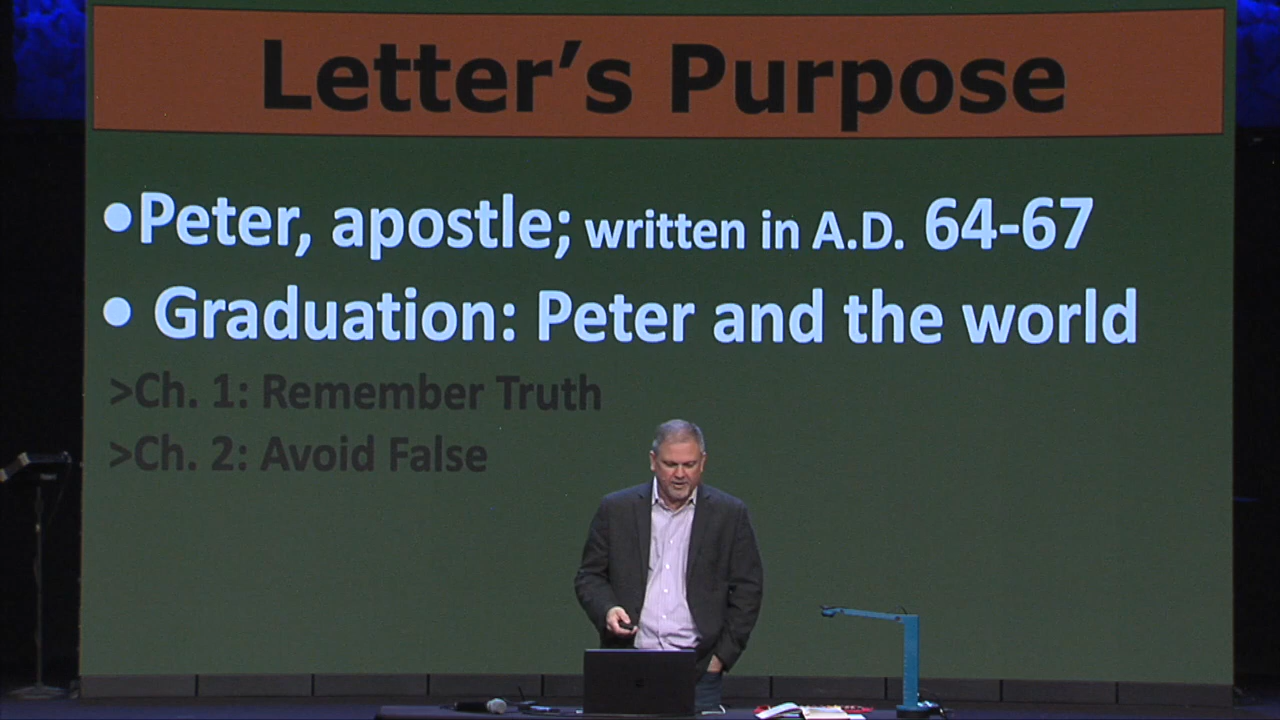 Letter’s Purpose
•Peter, apostle; written in A.D. 64-67
• Graduation: Peter and the world
>Ch. 1: Remember Truth
>Ch. 2: Avoid False